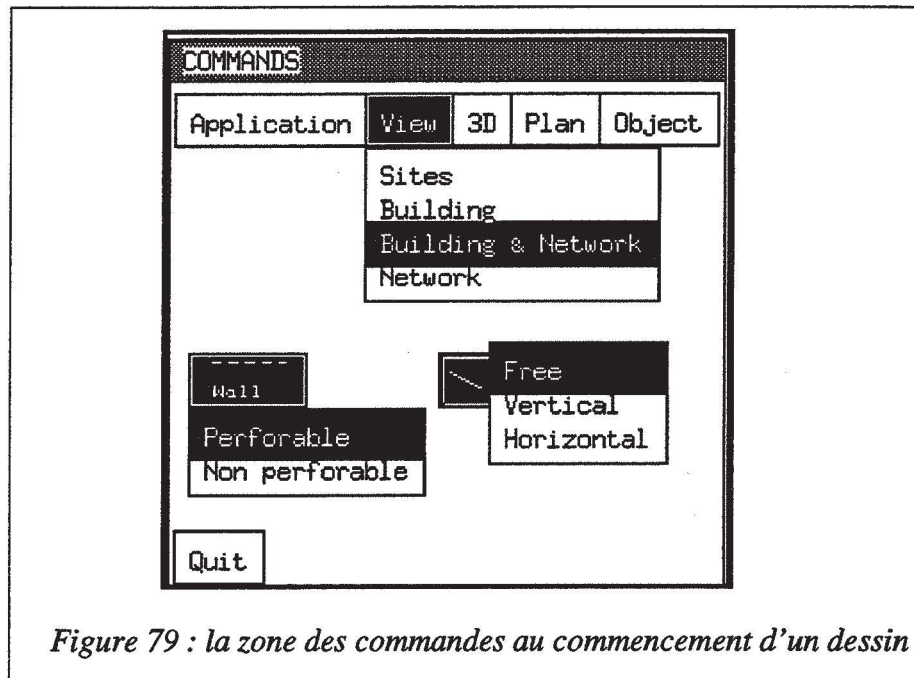 COMMANDS
Application View 3D Plan Object
Sites
Building
Building & Network
Network
Wall
Free
Vertical
Horizontal
Perforable
Non perforable
Quit
Figure 79 : la zone des commandes au commencement d'un dessin